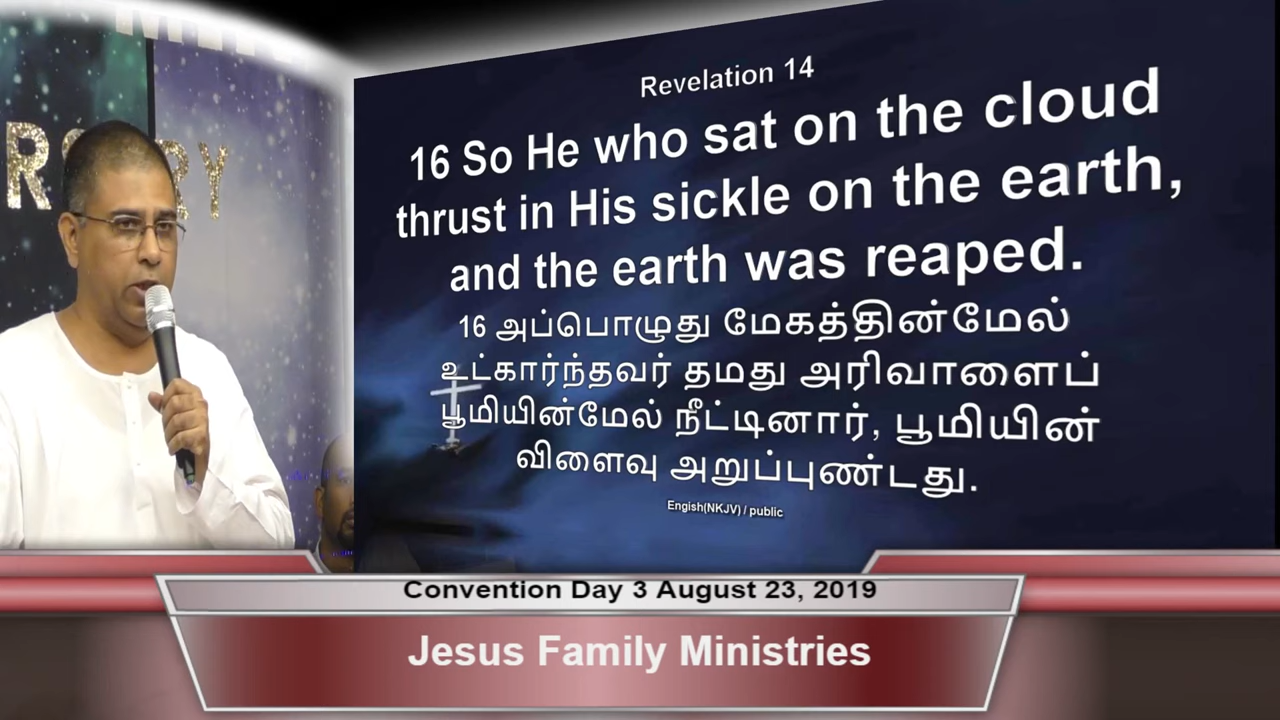 Revelation 14
16 So He who sat on the cloud
thrust in His sickle on the earth,
and the earth was reaped.
16 அப்பொழுது மேகத்தின்மேல்
உட்கார்ந்தவர் தமது அரிவாளைப்
பூமியின்மேல் நீட்டினார், பூமியின்
விளைவு அறுப்புண்டது.
Engish(NKJV) / public
Convention Day 3 August 23, 2019
Jesus Family Ministries